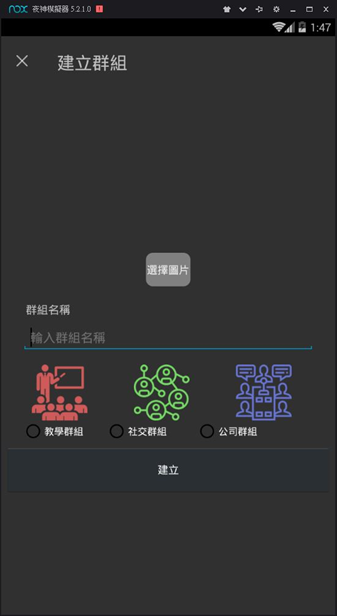 nox 夜神模擬器 5.2.1.0
1:47
建立群組
選擇圖片
群組名稱
輸入群組名稱
教學群組 社交群組 公司群組
建立